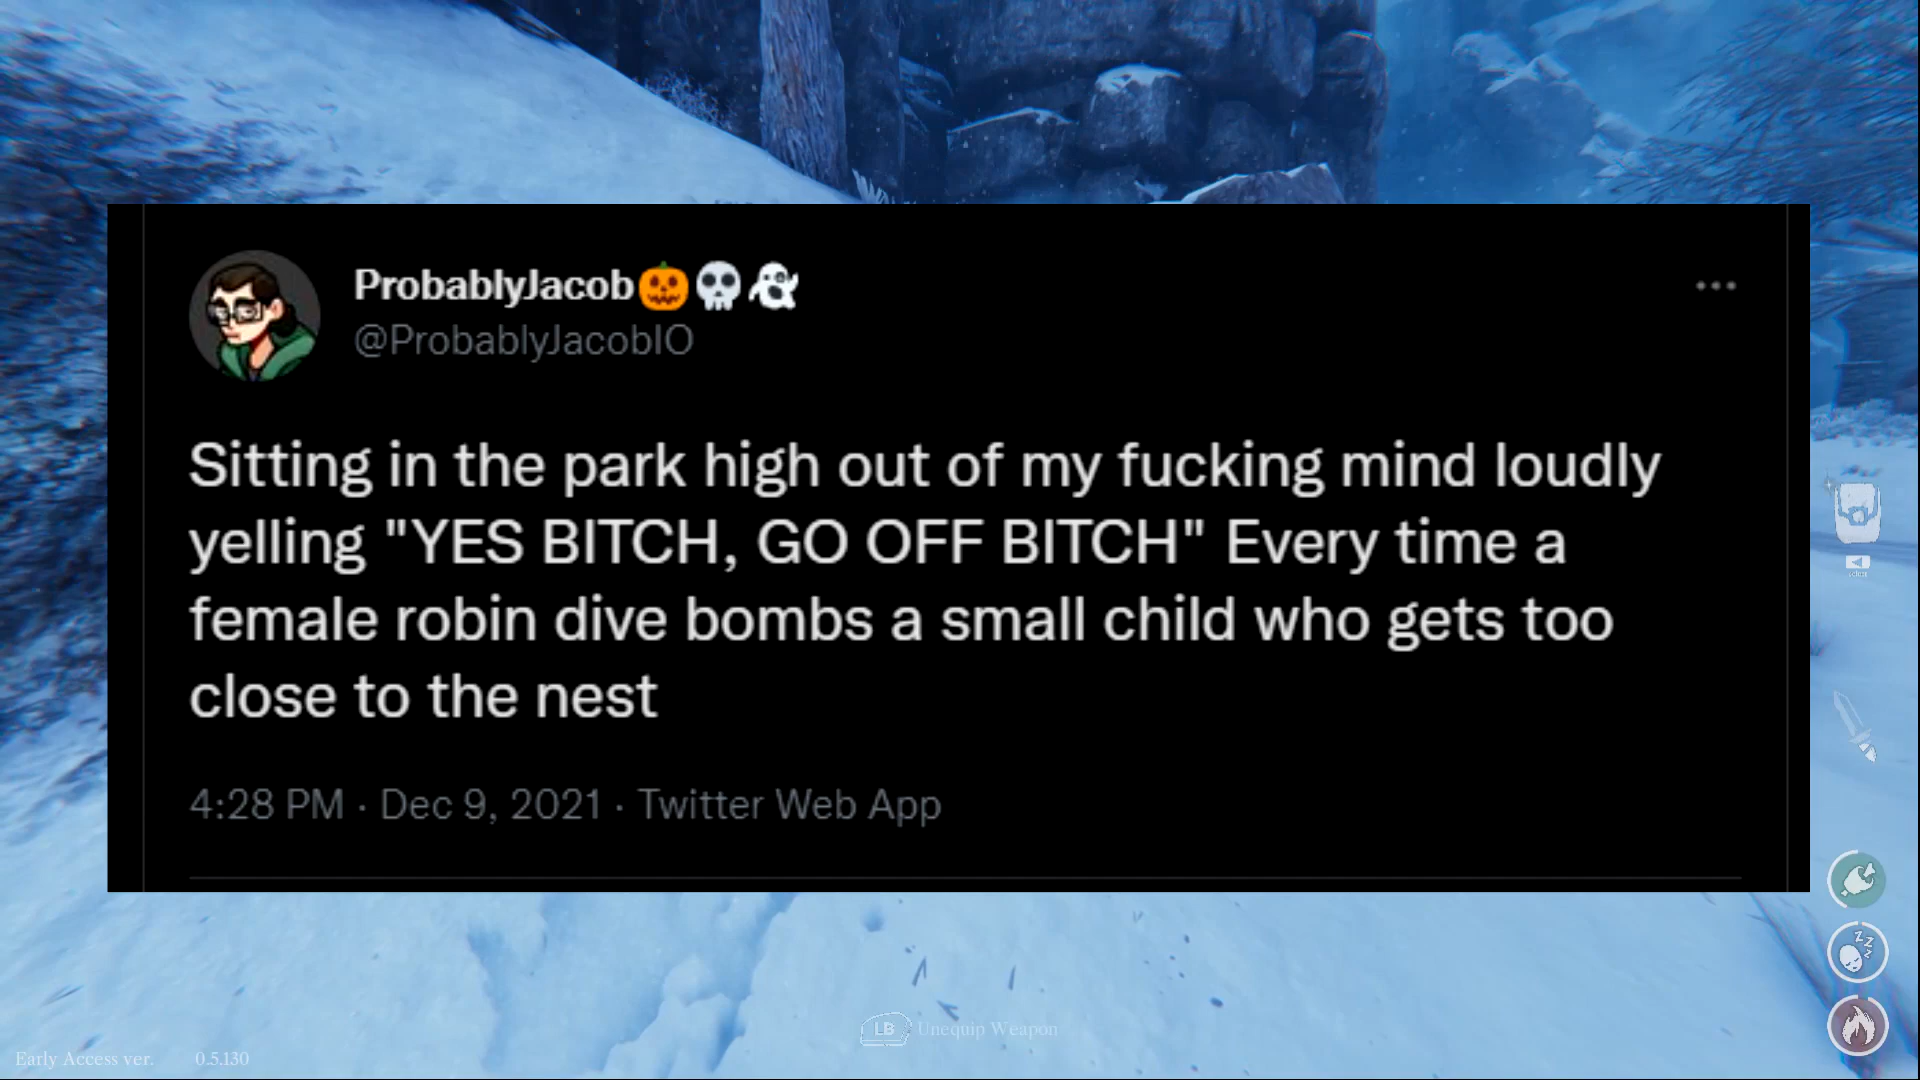 ProbablyJacob🎃💀👻
@ProbablyJacobIO
Sitting in the park high out of my fucking mind loudly
yelling "YES BITCH, GO OFF BITCH" Every time a
female robin dive bombs a small child who gets too
close to the nest
4:28 PM · Dec 9, 2021 · Twitter Web App
LB Unequip Weapon
Early Access ver. 0.5.130